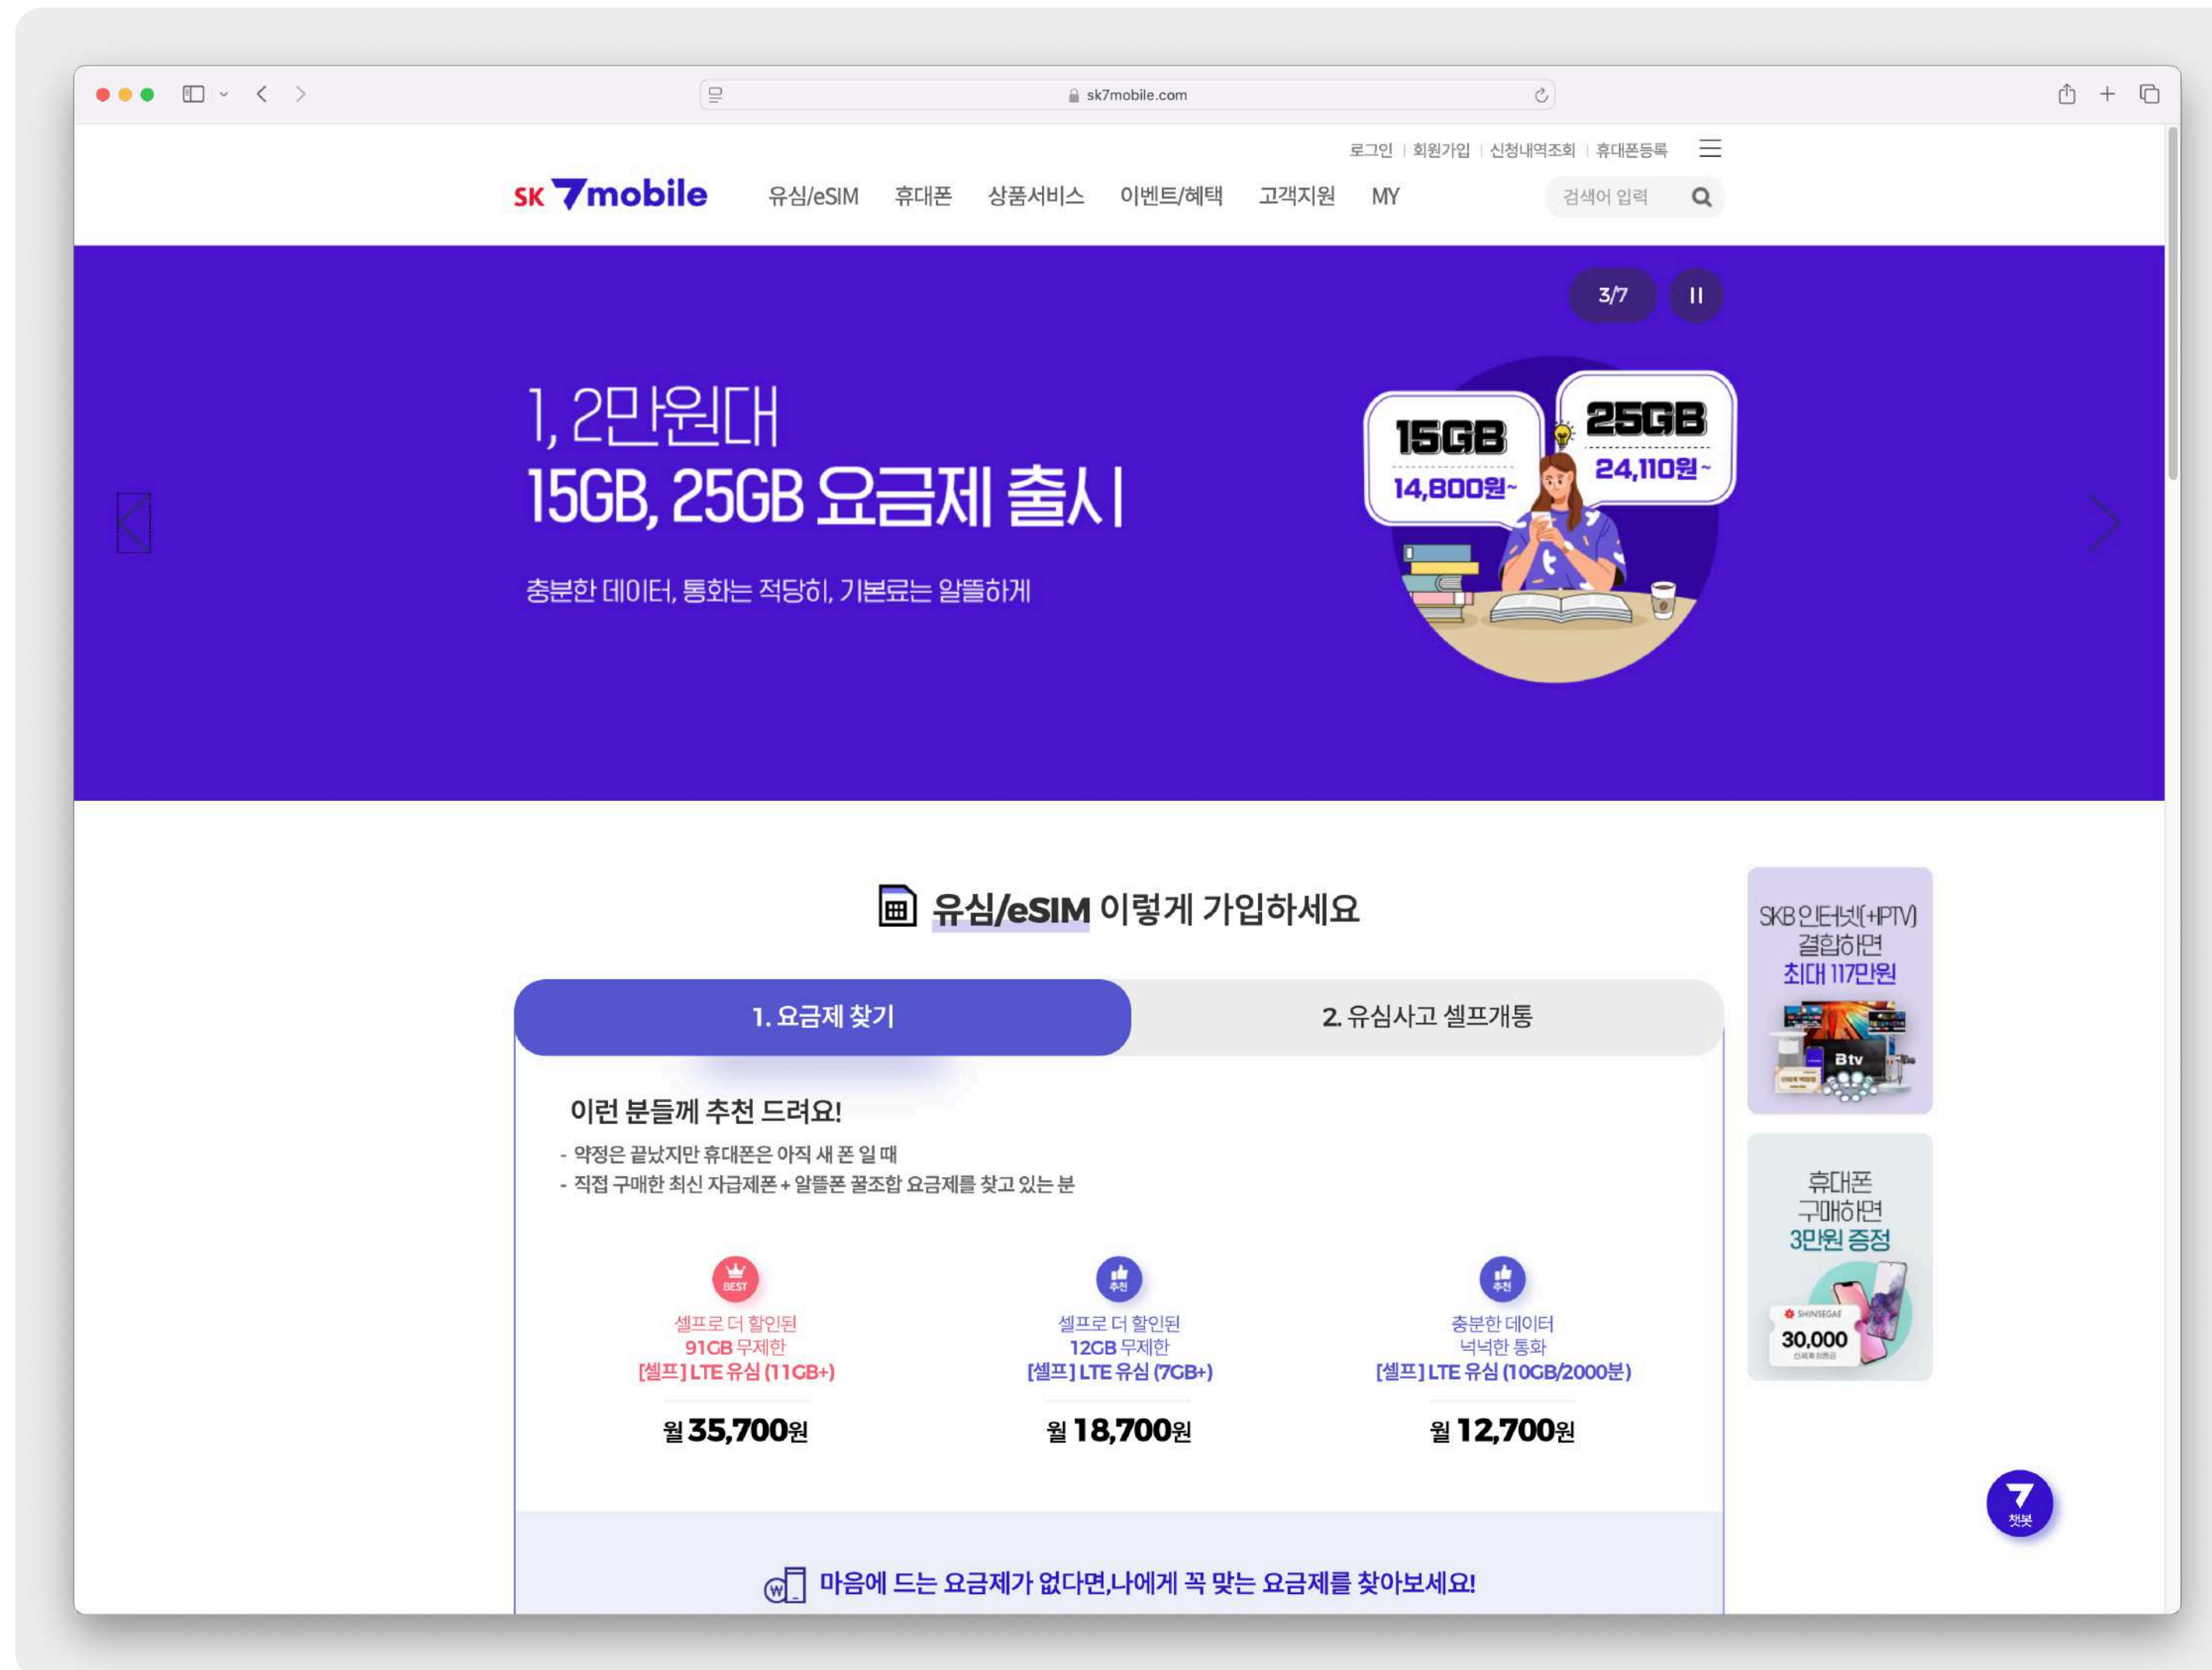 sk7mobile.com
로그인 | 회원가입 | 신청내역조회 | 휴대폰등록
SK 7mobile 유심/eSIM 휴대폰 상품서비스 이벤트/혜택 고객지원 MY 검색어 입력
3/7
1, 2만원대
15GB, 25GB 요금제 출시
충분한 데이터, 통화는 적당히, 기본료는 알뜰하게
15GB
14,800원~
25GB
24,110원~
유심/eSIM 이렇게 가입하세요
1. 요금제 찾기
2. 유심사고 셀프개통
이런 분들께 추천 드려요!
- 약정은 끝났지만 휴대폰은 아직 새 폰 일 때
- 직접 구매한 최신 자급제폰 + 알뜰폰 꿀조합 요금제를 찾고 있는 분
BEST
셀프로 더 할인된
91GB 무제한
[셀프] LTE 유심 (11GB+)
월 35,700원
추천
셀프로 더 할인된
12GB 무제한
[셀프] LTE 유심 (7GB+)
월 18,700원
추천
충분한 데이터
넉넉한 통화
[셀프] LTE 유심 (10GB/2000분)
월 12,700원
마음에 드는 요금제가 없다면,나에게 꼭 맞는 요금제를 찾아보세요!
SKB 인터넷(+IPTV)
결합하면
최대 117만원
Btv
휴대폰
구매하면
3만원 증정
SHINSEGAE
30,000
신세계 상품권
7
챗봇